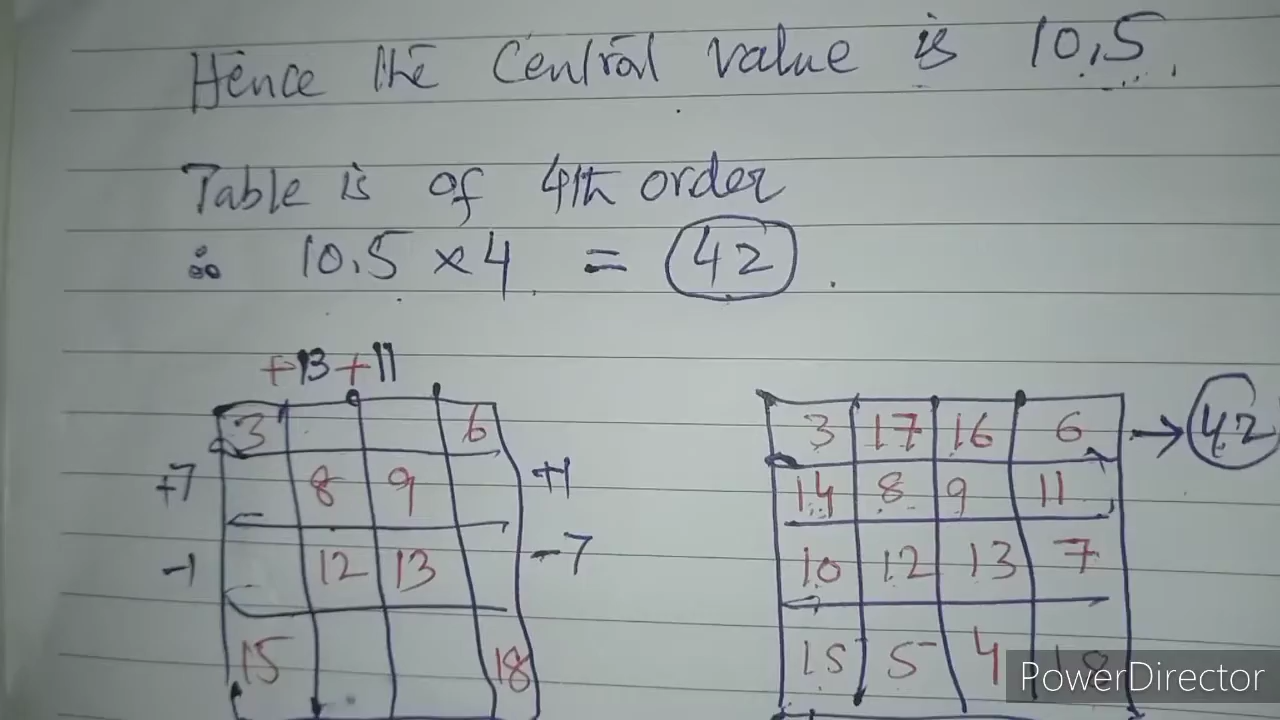 Hence the Central value is 10.5.
Table is of 4th order
∴ 10.5 × 4 = 42.
+13 +11
3 6
+7 8 9 +1
-1 12 13 -7
15 18
3 17 16 6 → 42
14 8 9 11
10 12 13 7
15 5 4 18
PowerDirector